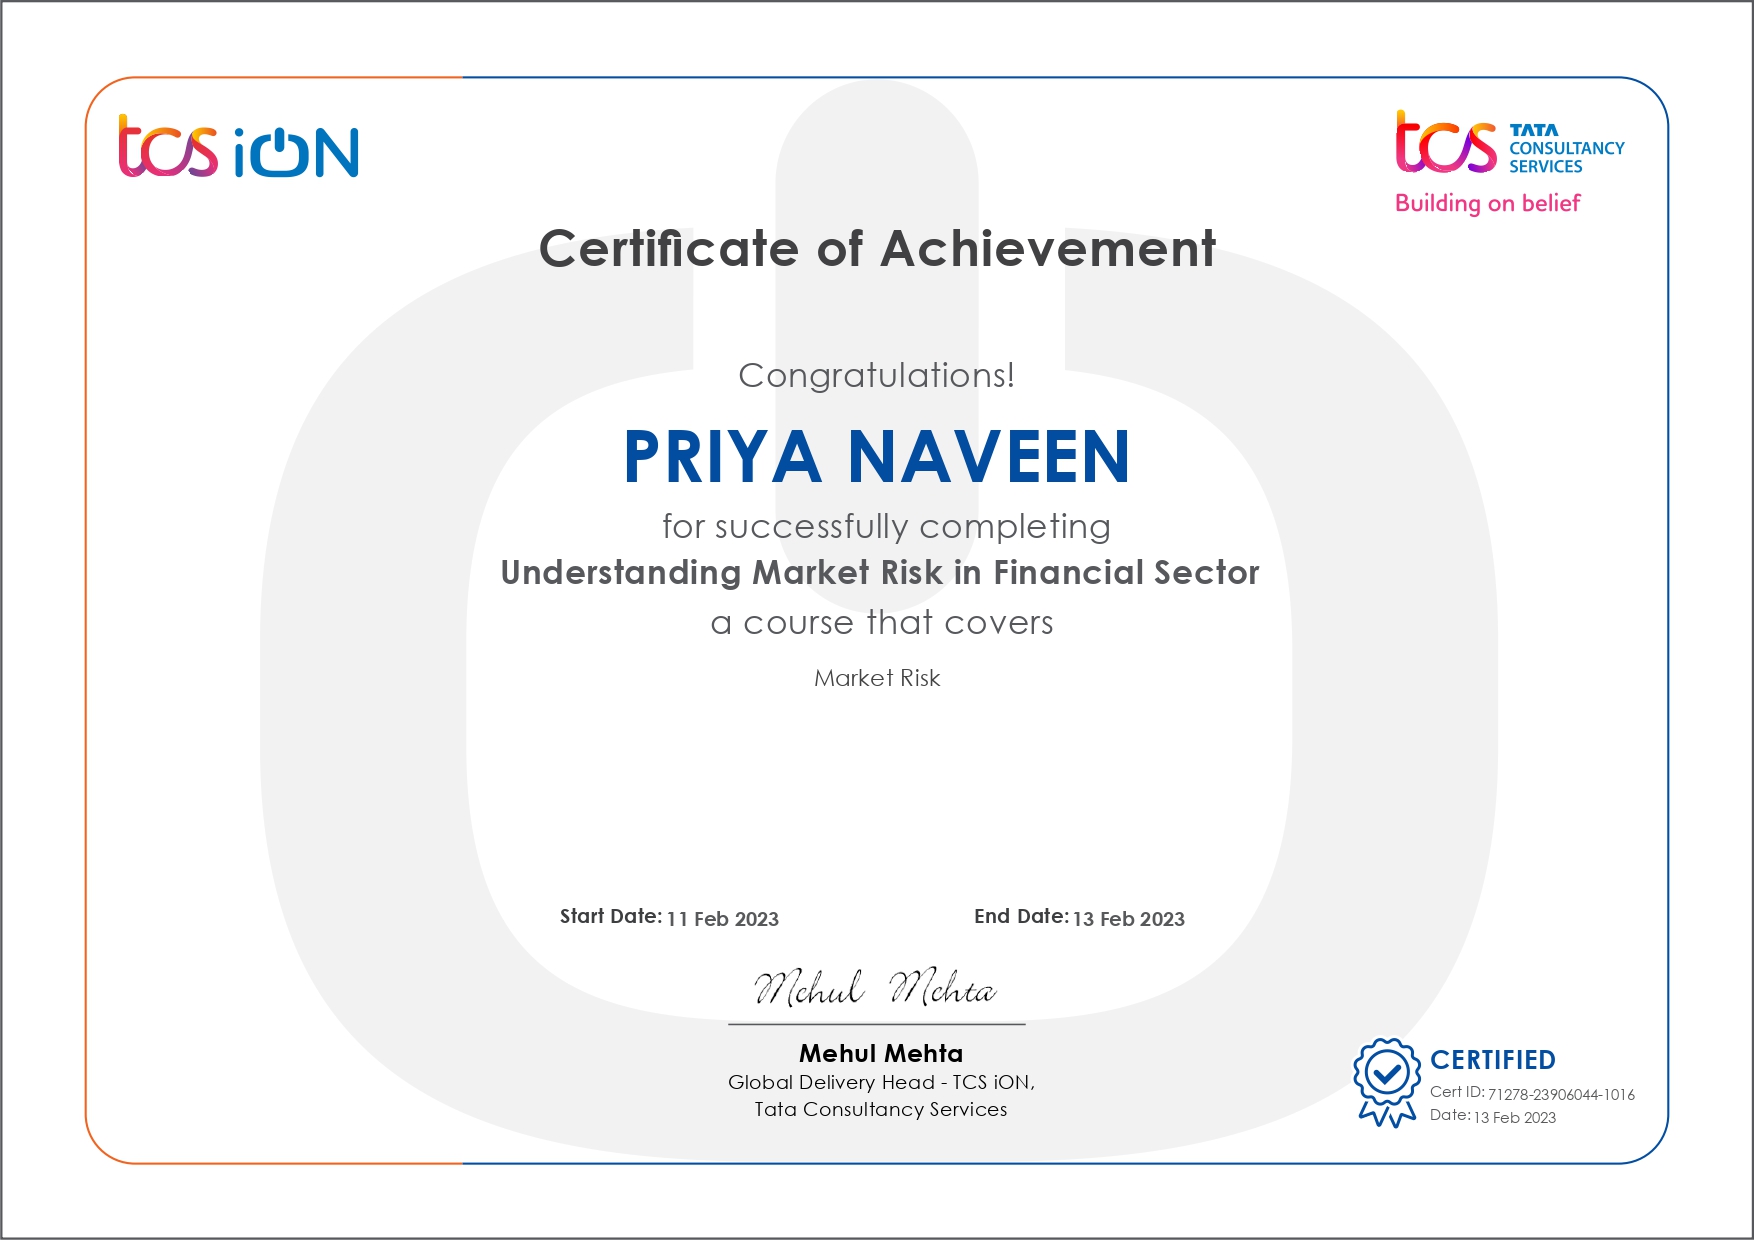 tcs iON
tcs TATA
CONSULTANCY
SERVICES
Building on belief
Certificate of Achievement
Congratulations!
PRIYA NAVEEN
for successfully completing
Understanding Market Risk in Financial Sector
a course that covers
Market Risk
Start Date: 11 Feb 2023
End Date: 13 Feb 2023
Mehul Mehta
Mehul Mehta
Global Delivery Head - TCS iON,
Tata Consultancy Services
CERTIFIED
Cert ID: 71278-23906044-1016
Date: 13 Feb 2023